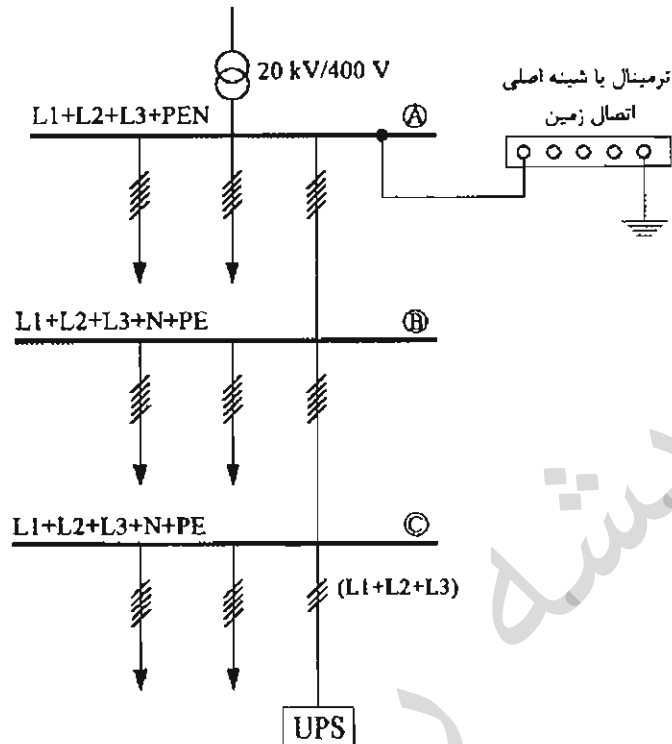 20 kV/400 V
ترمینال یا شینه اصلی
اتصال زمین
L1+L2+L3+PEN
A
L1+L2+L3+N+PE
B
L1+L2+L3+N+PE
C
(L1+L2+L3)
UPS